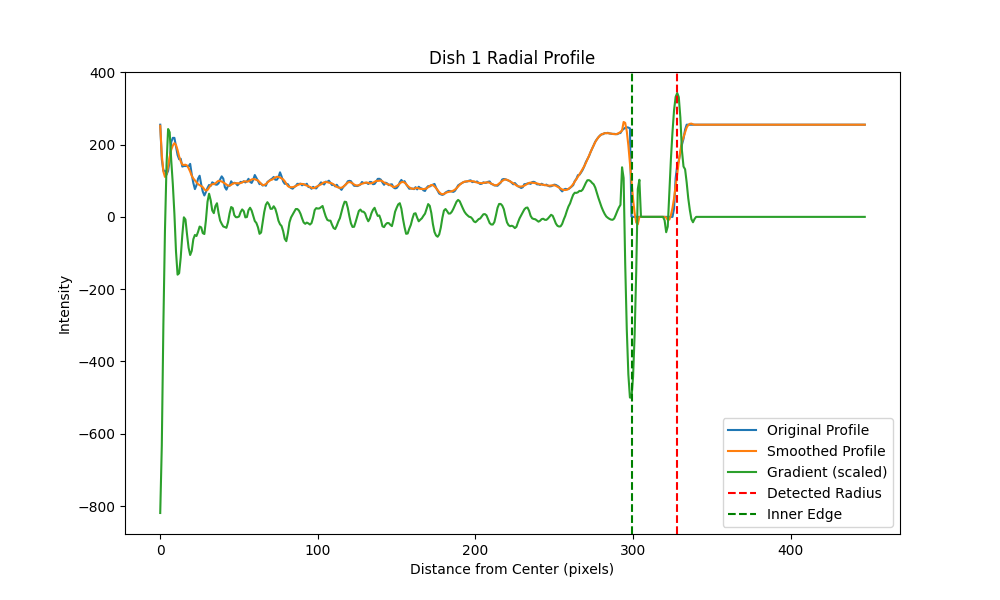 Dish 1 Radial Profile
400
200
0
−200
−400
−600
−800
Intensity
0 100 200 300 400
Distance from Center (pixels)
Original Profile
Smoothed Profile
Gradient (scaled)
Detected Radius
Inner Edge